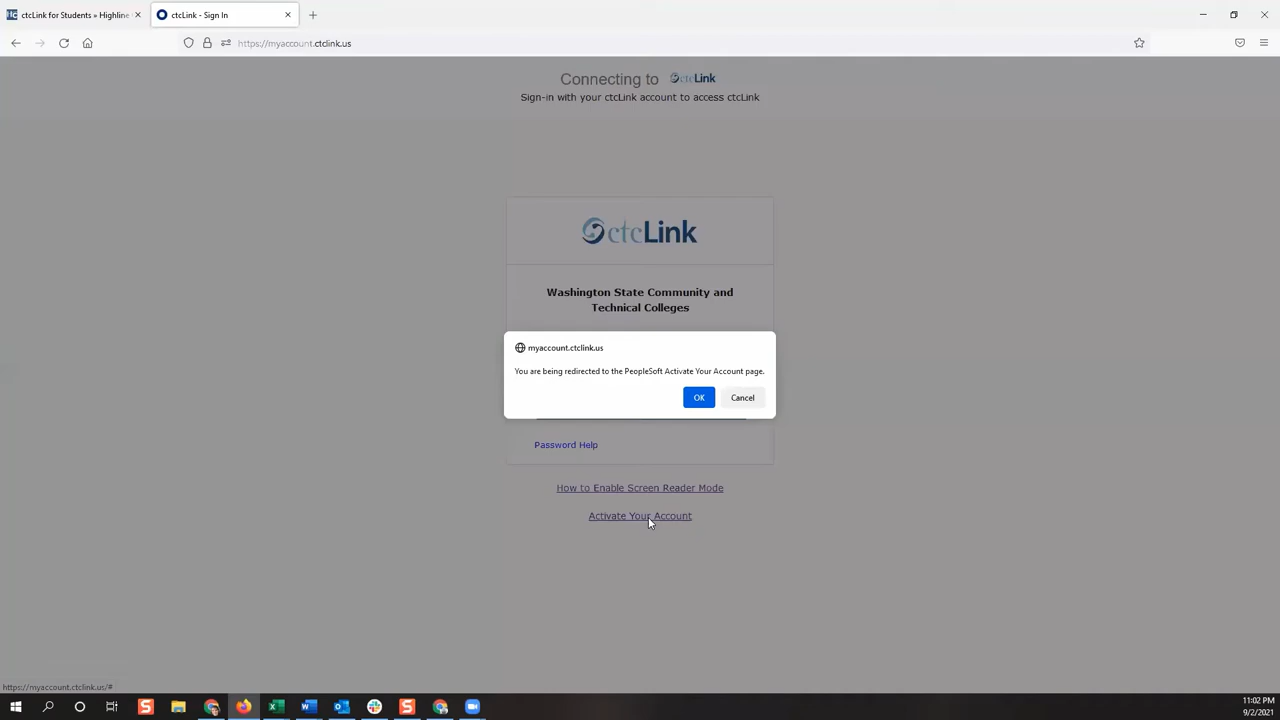 ctcLink for Students » Highline
ctcLink - Sign In
https://myaccount.ctclink.us
Connecting to ctcLink
Sign-in with your ctcLink account to access ctcLink
ctcLink
Washington State Community and
Technical Colleges
myaccount.ctclink.us
You are being redirected to the PeopleSoft Activate Your Account page.
OK
Cancel
Password Help
How to Enable Screen Reader Mode
Activate Your Account
https://myaccount.ctclink.us/#
11:02 PM
9/2/2021